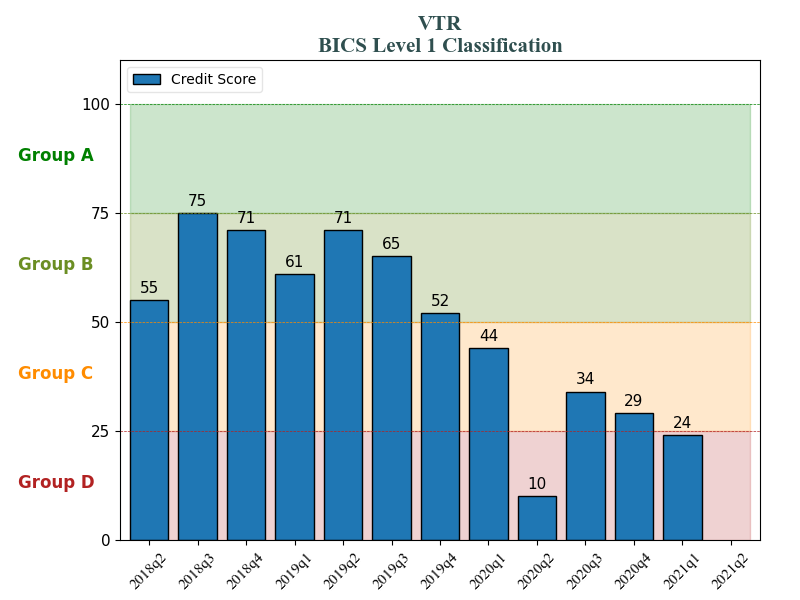 VTR
BICS Level 1 Classification
Credit Score
100
Group A
75
75
71
71
65
61
Group B
55
52
50
44
Group C
34
29
25
24
Group D
10
0
2018q2 2018q3 2018q4 2019q1 2019q2 2019q3 2019q4 2020q1 2020q2 2020q3 2020q4 2021q1 2021q2